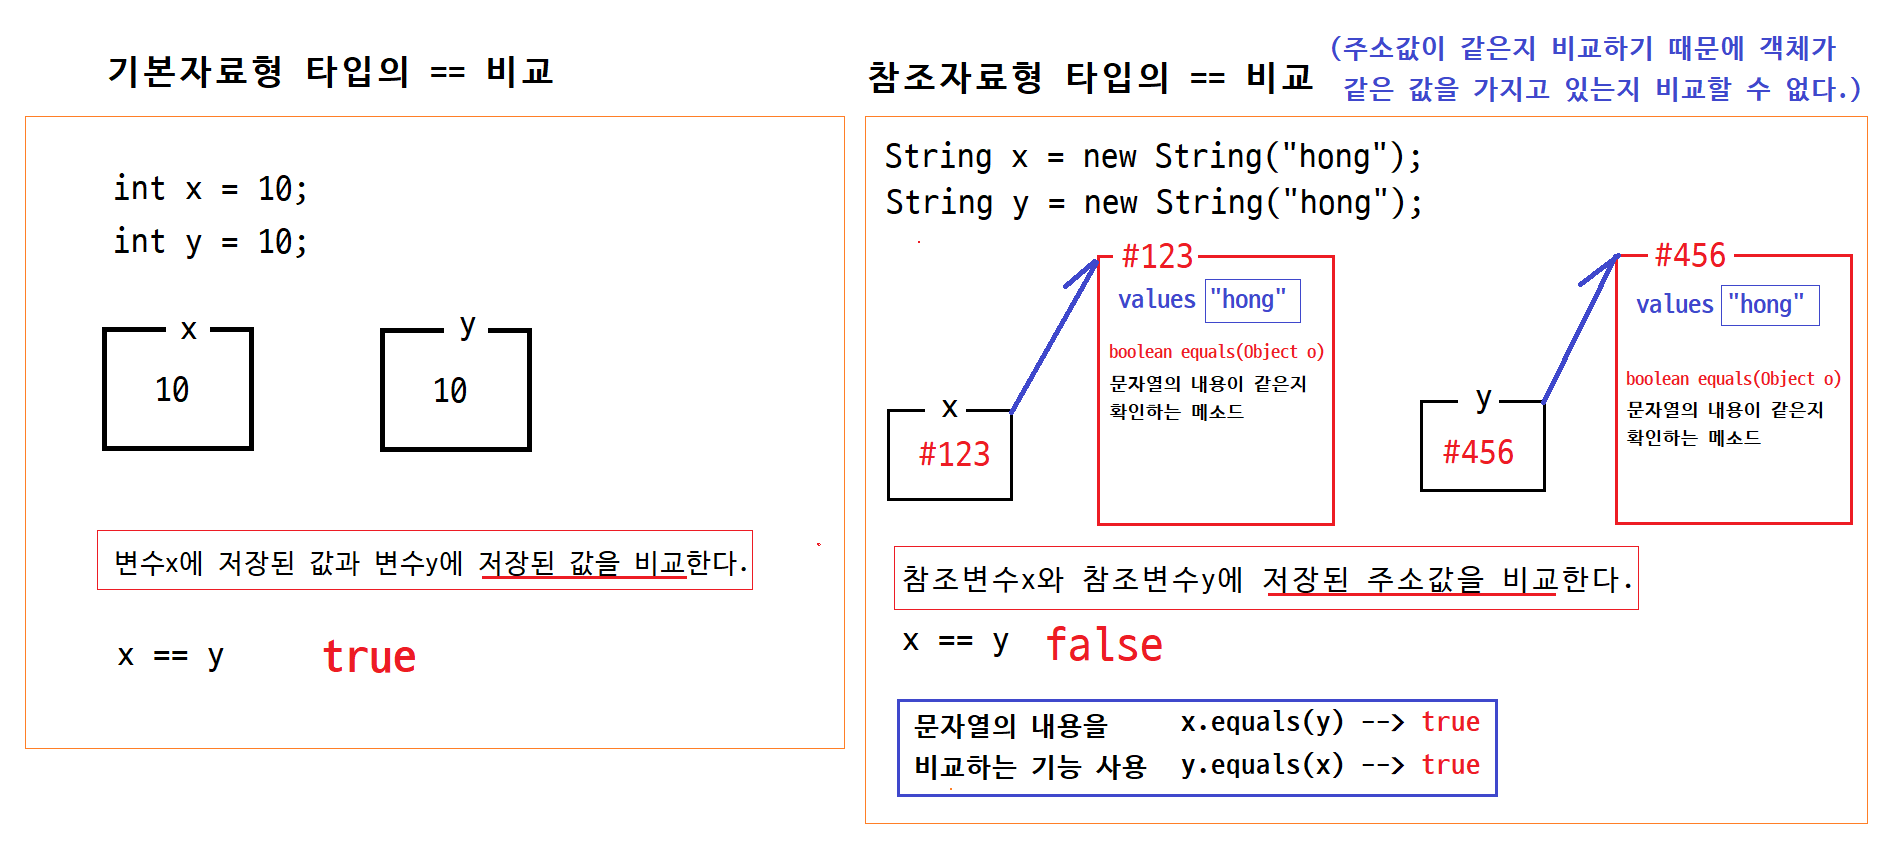 기본자료형 타입의 == 비교
int x = 10;
int y = 10;
x
10
y
10
변수x에 저장된 값과 변수y에 저장된 값을 비교한다.
x == y
true
참조자료형 타입의 == 비교
(주소값이 같은지 비교하기 때문에 객체가
같은 값을 가지고 있는지 비교할 수 없다.)
String x = new String("hong");
String y = new String("hong");
#123
values "hong"
boolean equals(Object o)
문자열의 내용이 같은지
확인하는 메소드
x
#123
#456
values "hong"
boolean equals(Object o)
문자열의 내용이 같은지
확인하는 메소드
y
#456
참조변수x와 참조변수y에 저장된 주소값을 비교한다.
x == y
false
문자열의 내용을 x.equals(y) --> true
비교하는 기능 사용 y.equals(x) --> true